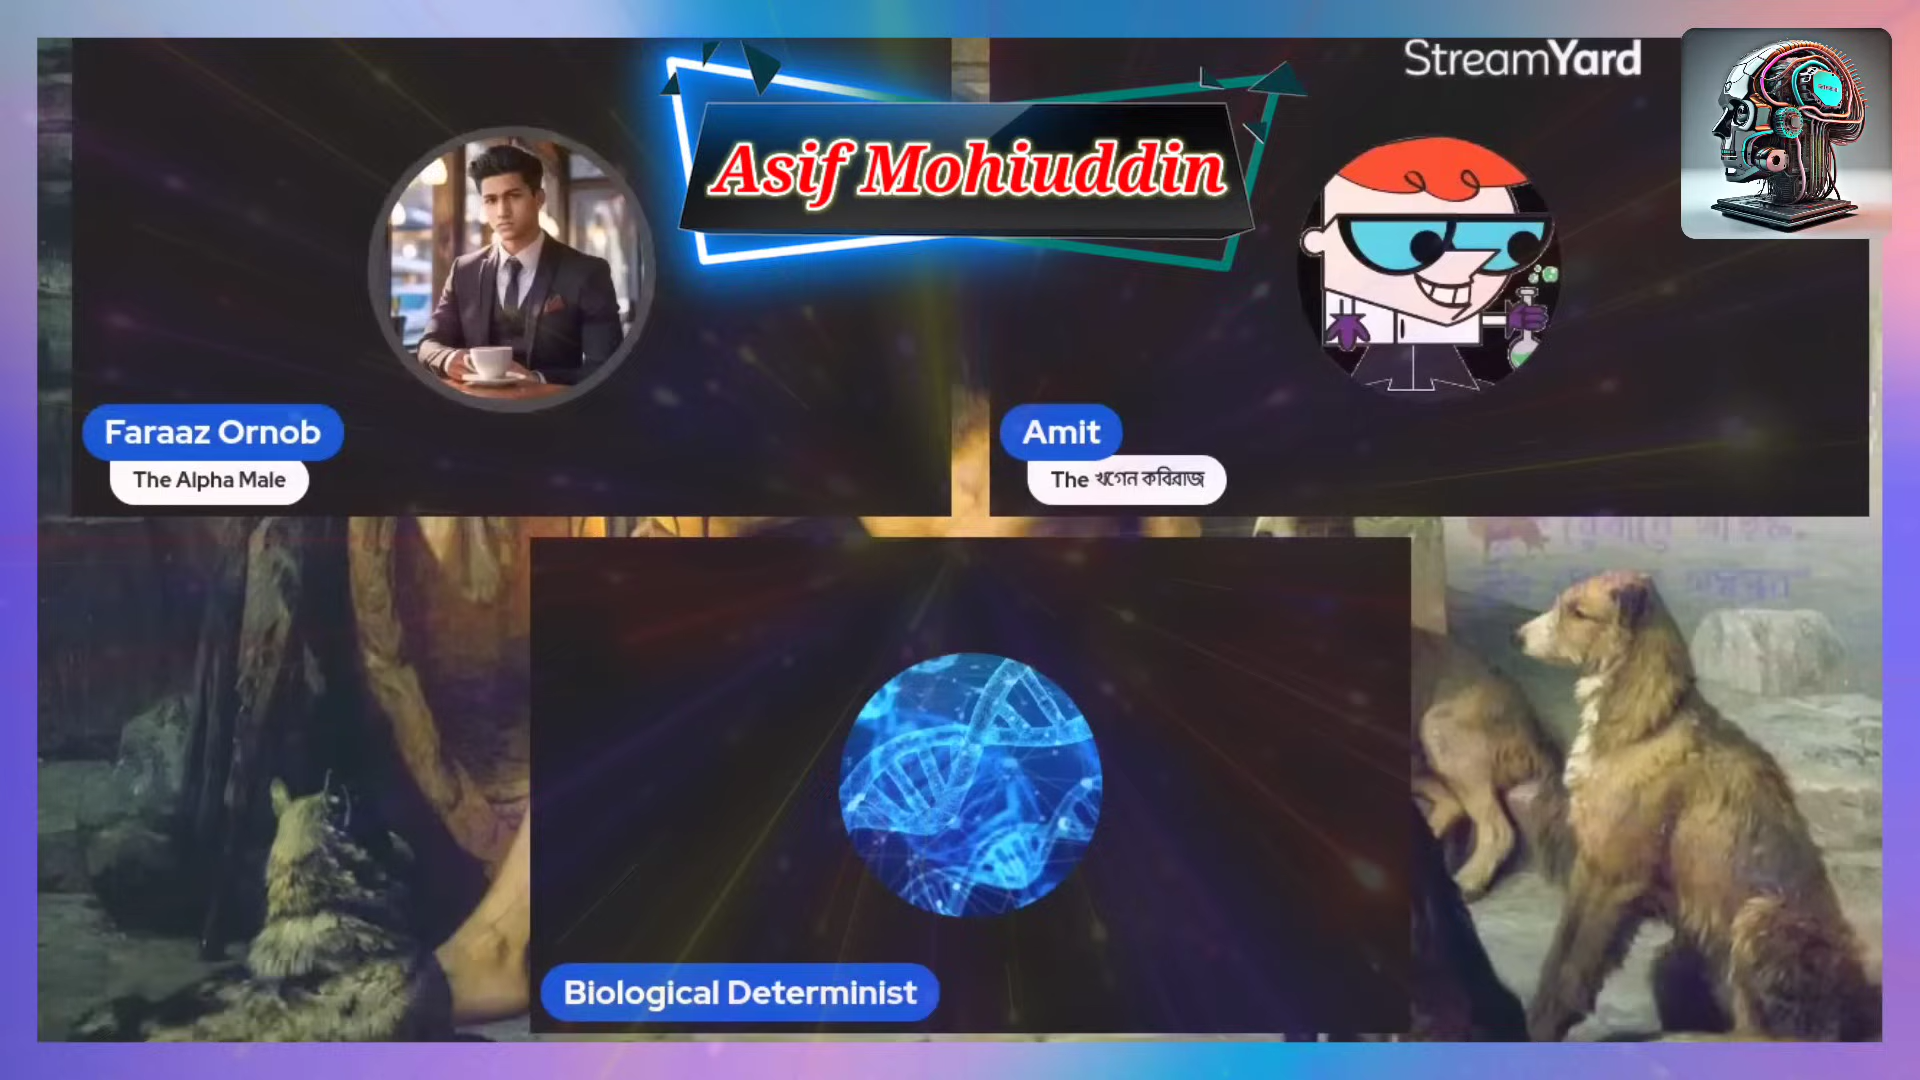 StreamYard
Asif Mohiuddin
Faraaz Ornob
The Alpha Male
Amit
The খগেন কবিরাজ
Biological Determinist